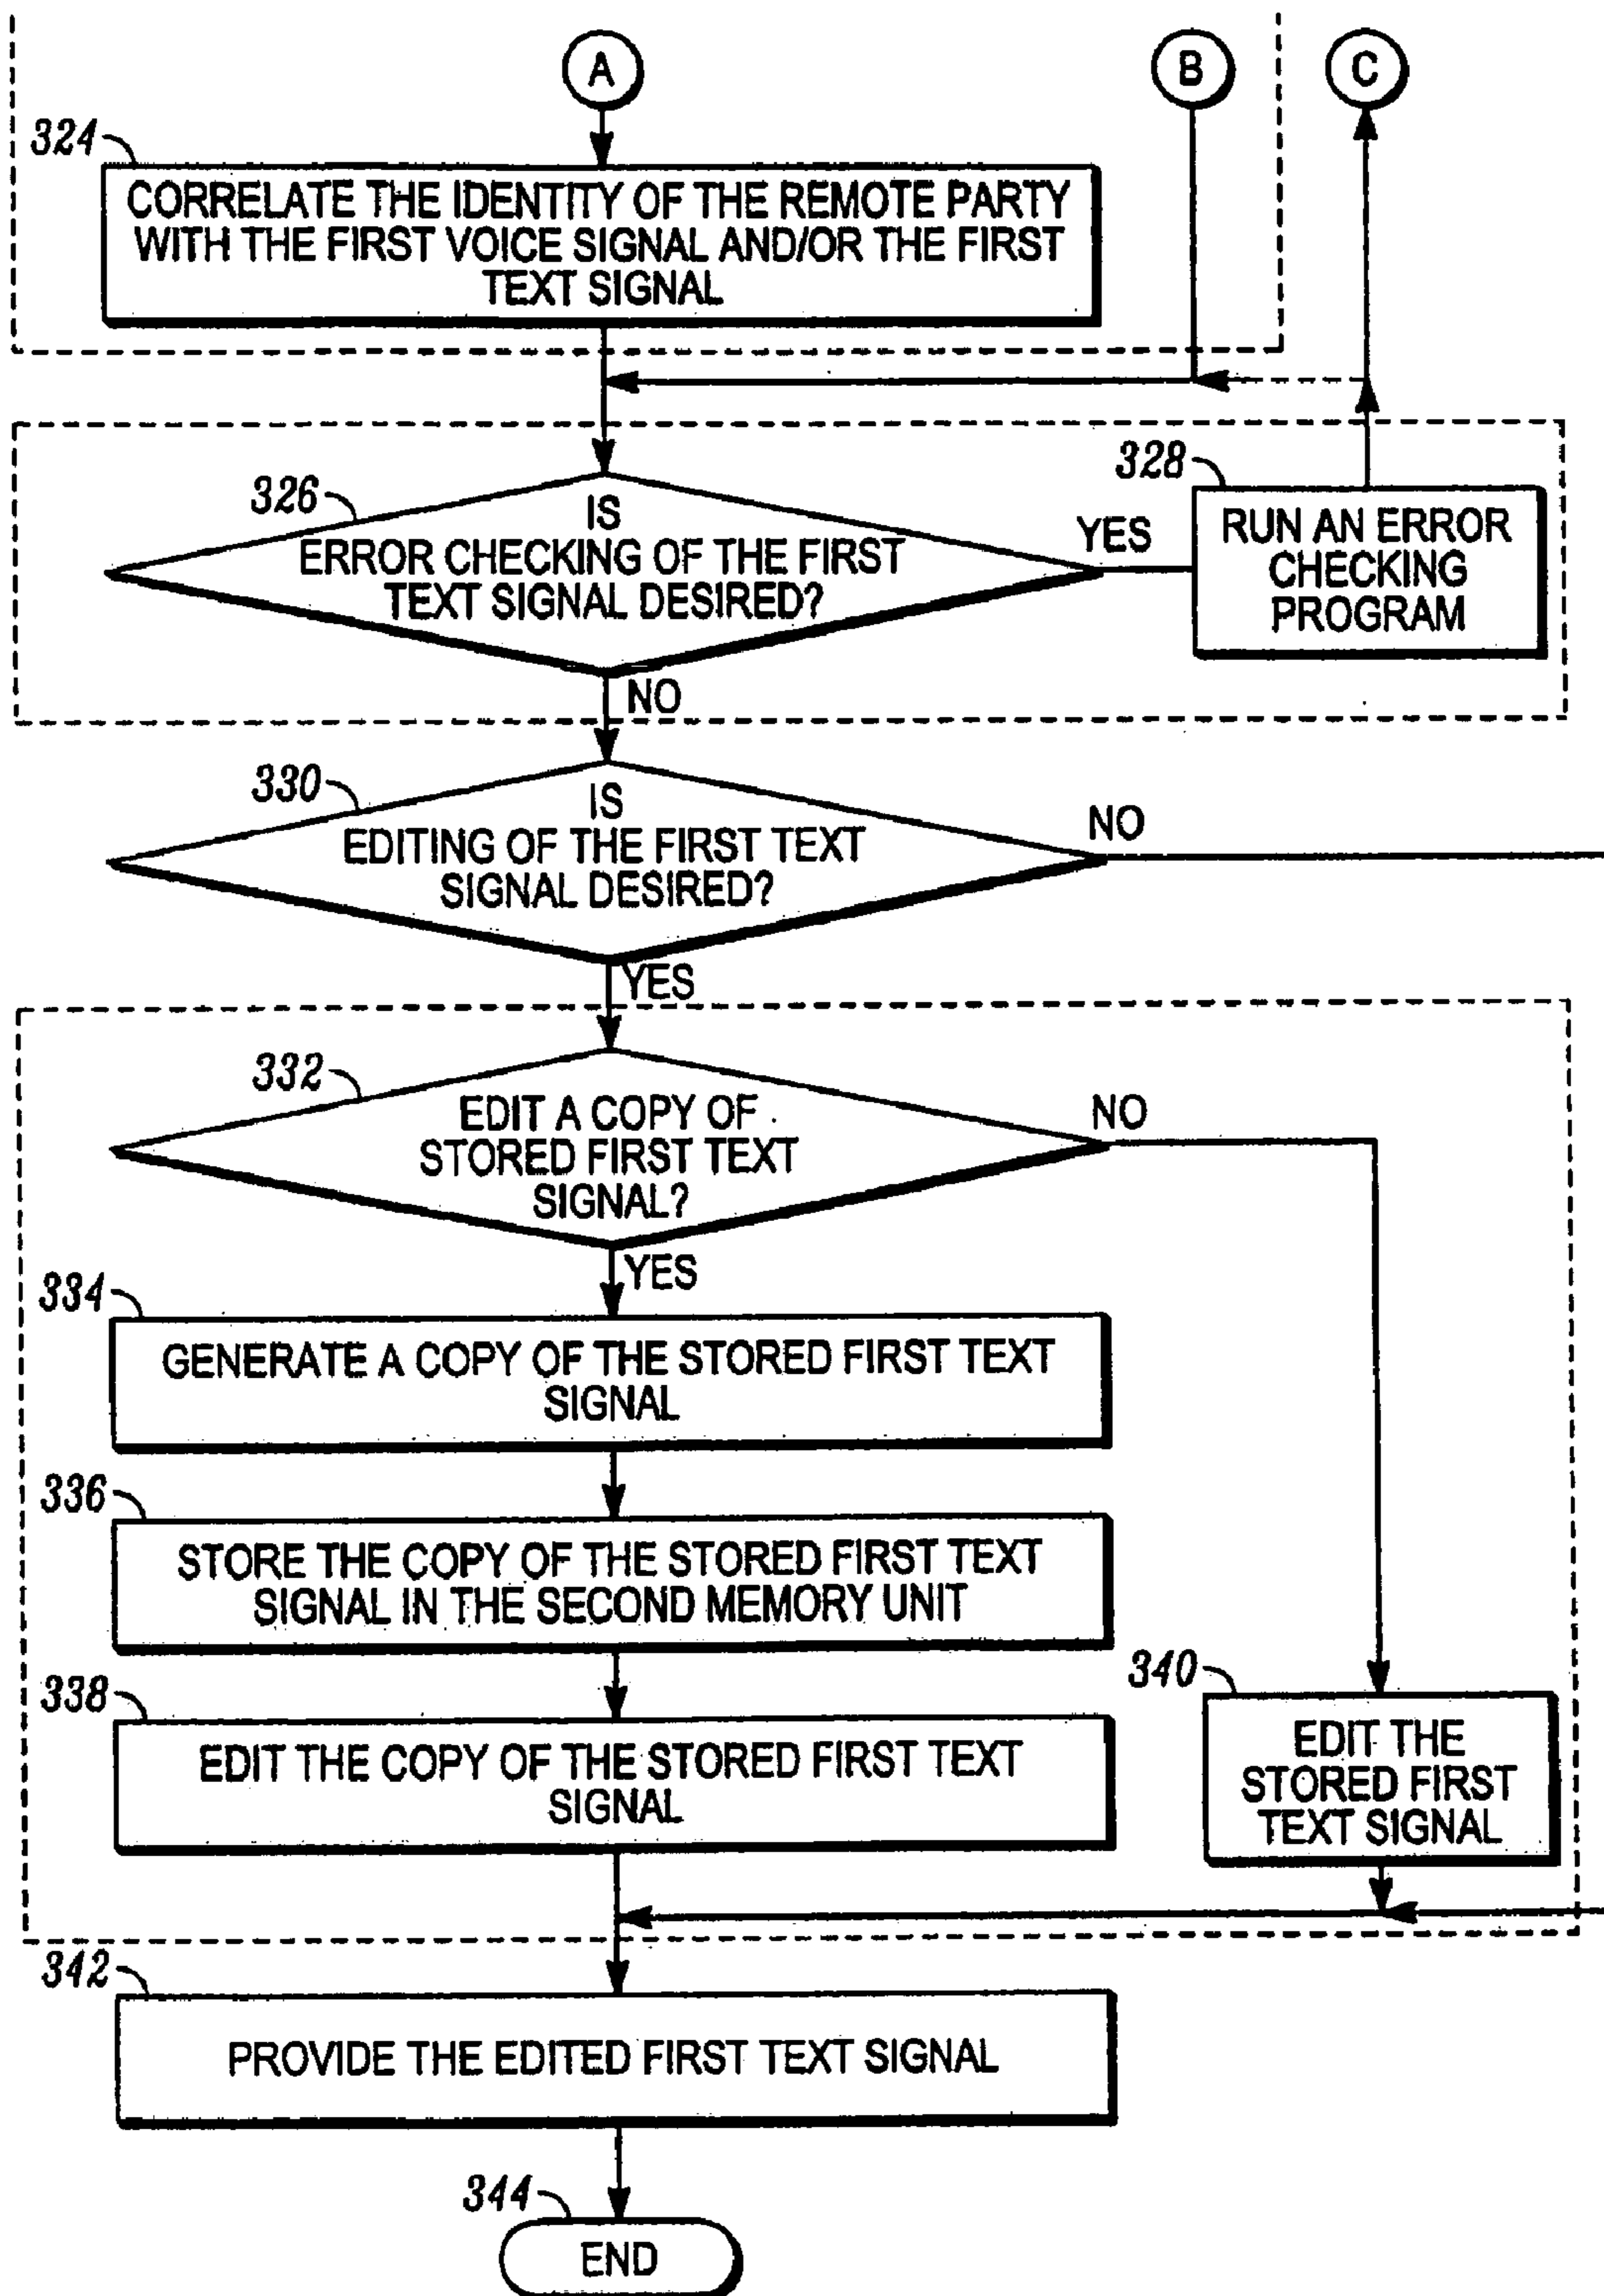 A
B
C
324
CORRELATE THE IDENTITY OF THE REMOTE PARTY
WITH THE FIRST VOICE SIGNAL AND/OR THE FIRST
TEXT SIGNAL
326
IS
ERROR CHECKING OF THE FIRST
TEXT SIGNAL DESIRED?
YES
328
RUN AN ERROR
CHECKING
PROGRAM
NO
330
IS
EDITING OF THE FIRST TEXT
SIGNAL DESIRED?
NO
YES
332
EDIT A COPY OF
STORED FIRST TEXT
SIGNAL?
NO
YES
334
GENERATE A COPY OF THE STORED FIRST TEXT
SIGNAL
336
STORE THE COPY OF THE STORED FIRST TEXT
SIGNAL IN THE SECOND MEMORY UNIT
338
EDIT THE COPY OF THE STORED FIRST TEXT
SIGNAL
340
EDIT THE
STORED FIRST
TEXT SIGNAL
342
PROVIDE THE EDITED FIRST TEXT SIGNAL
344
END